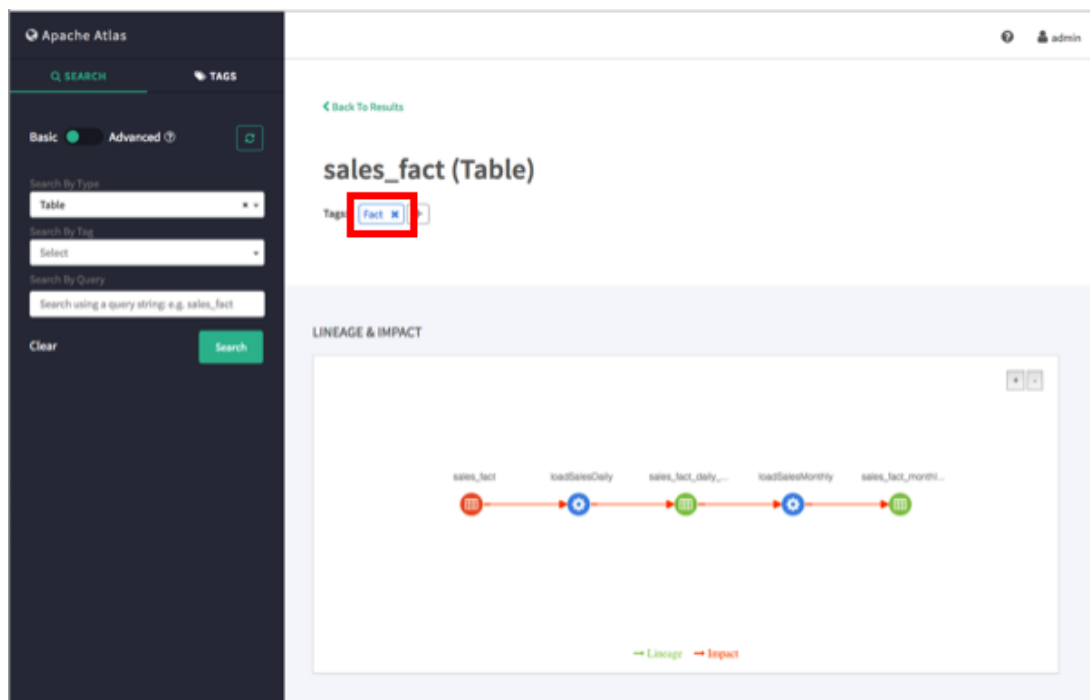 Apache Atlas
admin
SEARCH
TAGS
Back To Results
Basic Advanced
sales_fact (Table)
Search By Type
Table
Tags: Fact
Search By Tag
Select
Search By Query
Search using a query string: e.g. sales_fact
LINEAGE & IMPACT
Clear Search
+ -
sales_fact loadSalesDaily sales_fact_daily_... loadSalesMonthly sales_fact_monthl...
Lineage Impact